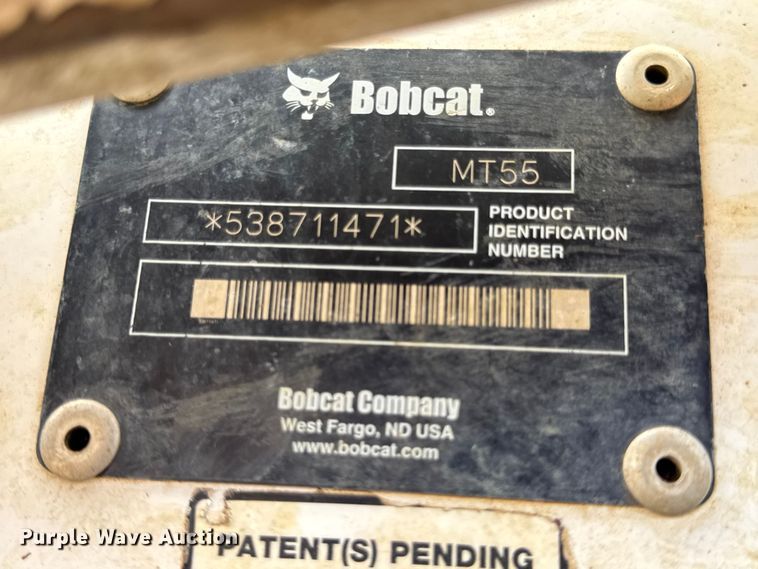 Bobcat®
MT55
*538711471*
PRODUCT
IDENTIFICATION
NUMBER
Bobcat Company
West Fargo, ND USA
www.bobcat.com
PATENT(S) PENDING
Purple Wave Auction